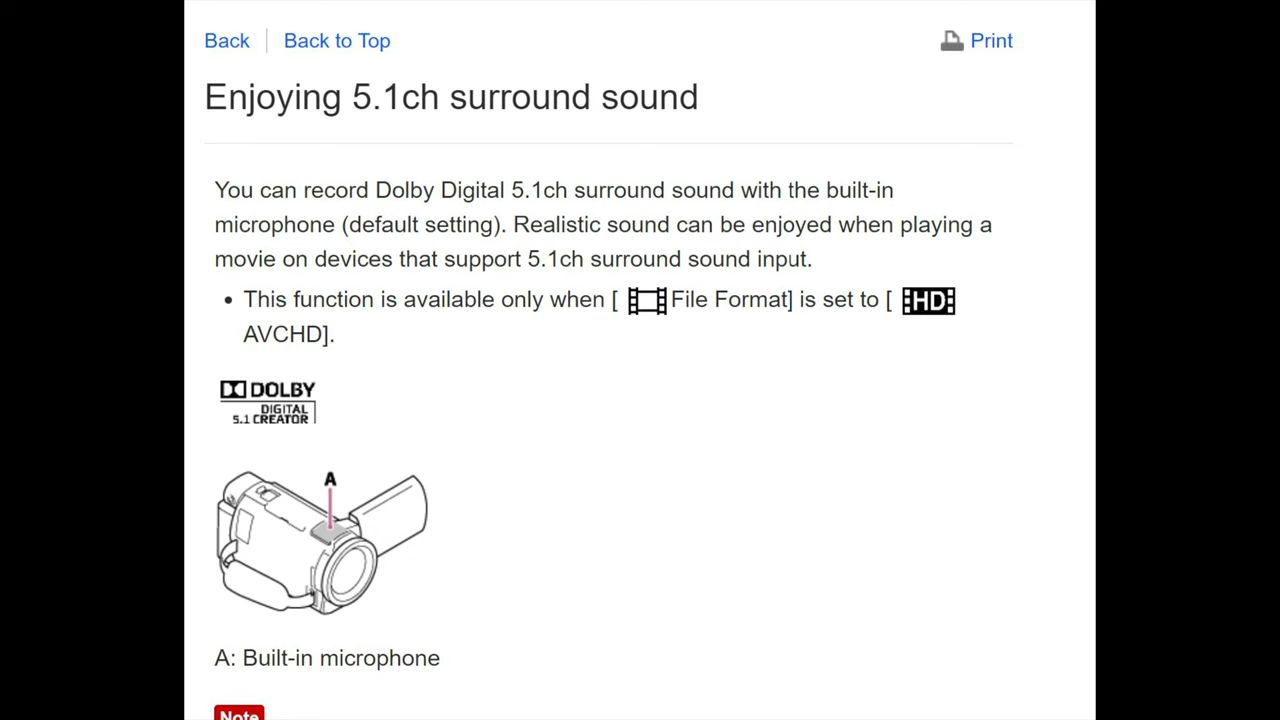 Back Back to Top Print
Enjoying 5.1ch surround sound
You can record Dolby Digital 5.1ch surround sound with the built-in
microphone (default setting). Realistic sound can be enjoyed when playing a
movie on devices that support 5.1ch surround sound input.
• This function is available only when [ File Format] is set to [ HD
AVCHD].
DOLBY
DIGITAL
5.1 CREATOR
A
A: Built-in microphone
Note